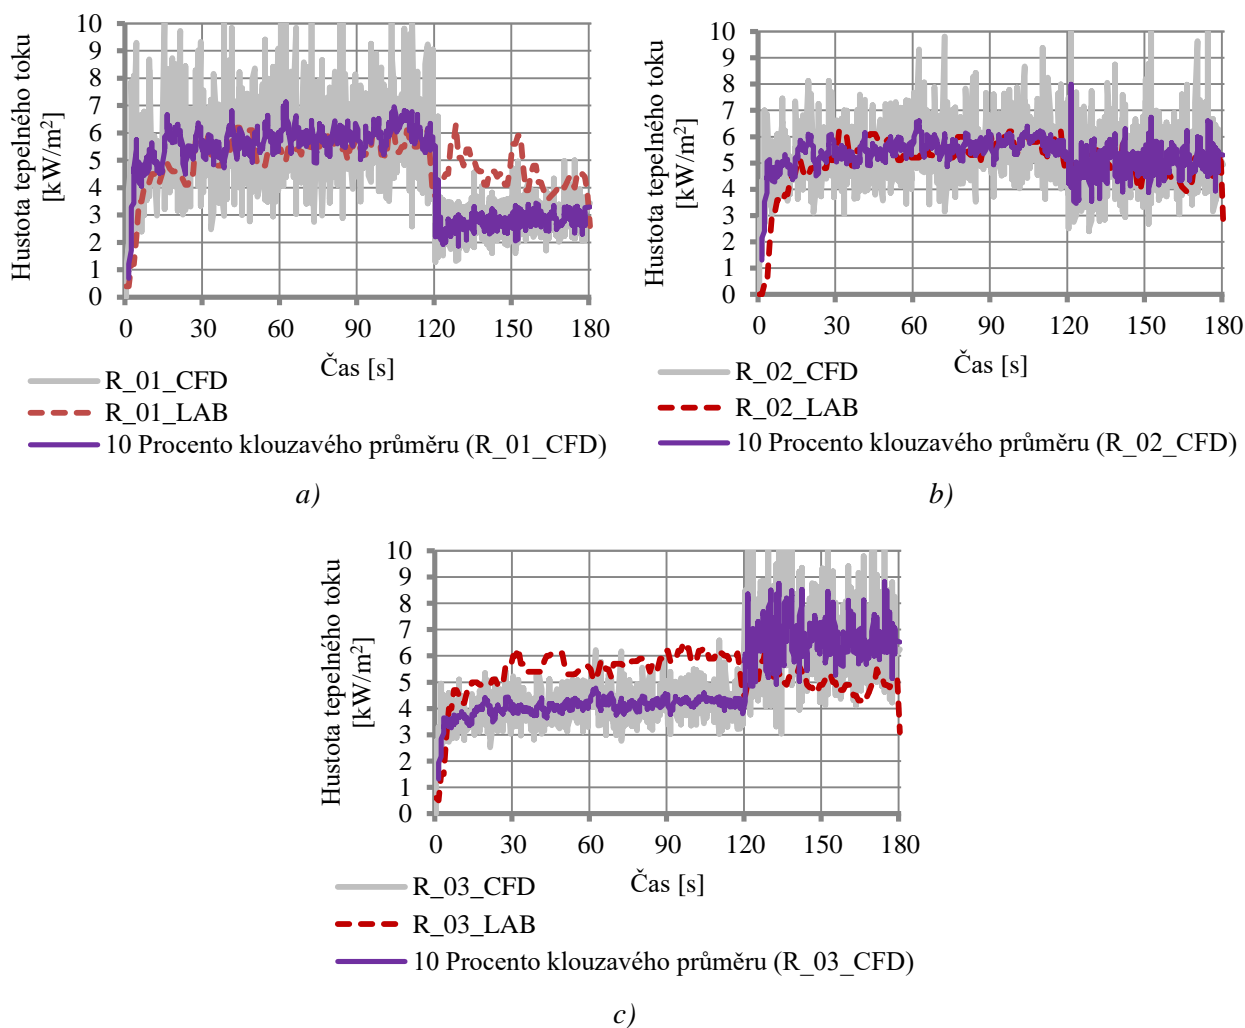 Hustota tepelného toku
[kW/m²]
10
9
8
7
6
5
4
3
2
1
0
0 30 60 90 120 150 180
Čas [s]
R_01_CFD
R_01_LAB
10 Procento klouzavého průměru (R_01_CFD)
a)
Hustota tepelného toku
[kW/m²]
10
9
8
7
6
5
4
3
2
1
0
0 30 60 90 120 150 180
Čas [s]
R_02_CFD
R_02_LAB
10 Procento klouzavého průměru (R_02_CFD)
b)
Hustota tepelného toku
[kW/m²]
10
9
8
7
6
5
4
3
2
1
0
0 30 60 90 120 150 180
Čas [s]
R_03_CFD
R_03_LAB
10 Procento klouzavého průměru (R_03_CFD)
c)